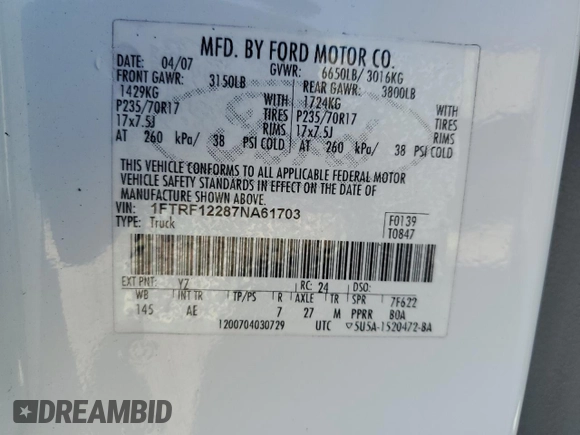 MFD. BY FORD MOTOR CO.
DATE: 04/07 GVWR: 6650LB/ 3016KG
FRONT GAWR: 3150LB REAR GAWR: 3800LB
1429KG WITH 1724KG WITH
P235/70R17 TIRES P235/70R17 TIRES
17x7.5J RIMS 17x7.5J RIMS
AT 260 kPa/ 38 PSI COLD AT 260 kPa/ 38 PSI COLD
Ford
THIS VEHICLE CONFORMS TO ALL APPLICABLE FEDERAL MOTOR
VEHICLE SAFETY STANDARDS IN EFFECT ON THE DATE OF
MANUFACTURE SHOWN ABOVE.
VIN: 1FTRF12287NA61703
TYPE: Truck
F0139
T0847
EXT PNT: YZ RC: 24 DSO:
WB INT TR TP/PS R AXLE TR SPR 7F622
145 AE 7 27 M PPRR BOA
1200704030729 UTC 5U5A-1520472-BA
DREAMBID